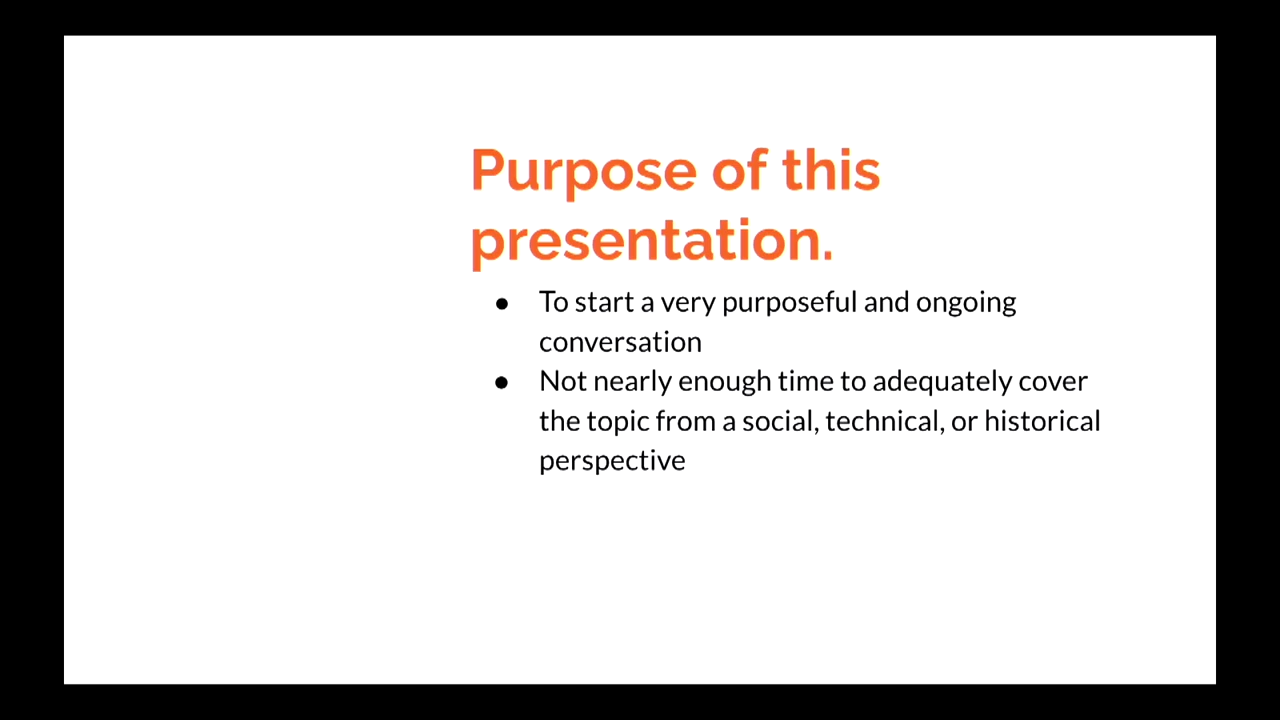 Purpose of this
presentation.
● To start a very purposeful and ongoing
conversation
● Not nearly enough time to adequately cover
the topic from a social, technical, or historical
perspective